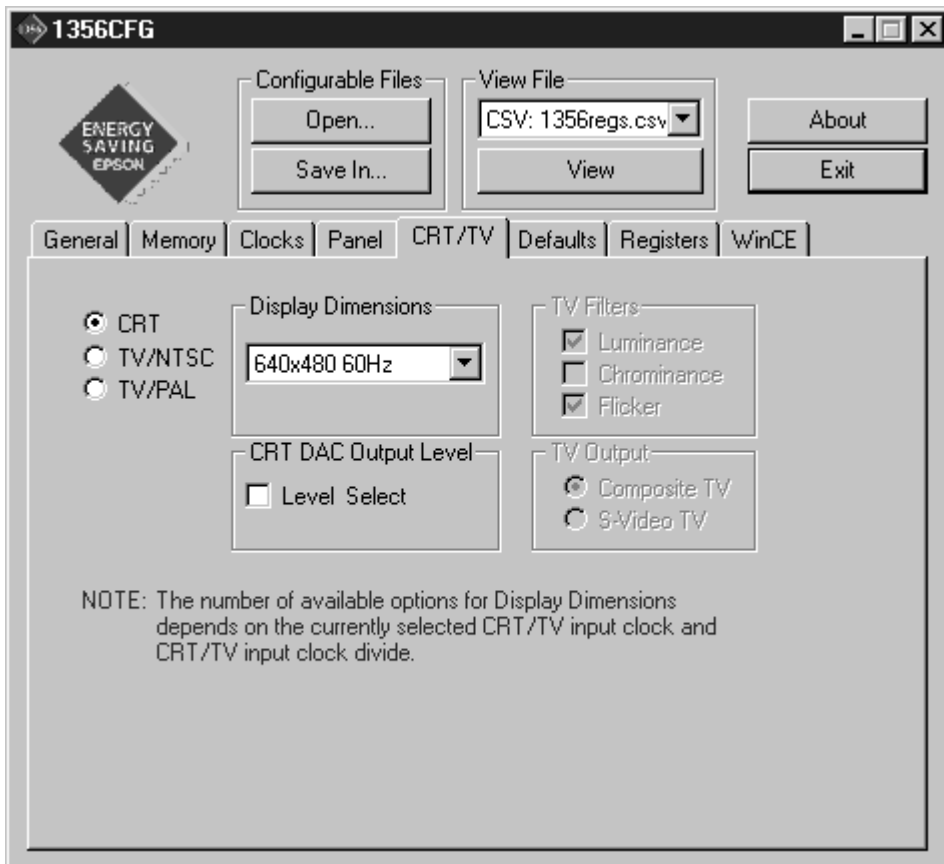 1356CFG
ENERGY
SAVING
EPSON
Configurable Files
Open...
Save In...
View File
CSV: 1356regs.csv
View
About
Exit
General Memory Clocks Panel CRT/TV Defaults Registers WinCE
CRT
TV/NTSC
TV/PAL
Display Dimensions
640x480 60Hz
CRT DAC Output Level
Level Select
TV Filters
Luminance
Chrominance
Flicker
TV Output
Composite TV
S-Video TV
NOTE: The number of available options for Display Dimensions
depends on the currently selected CRT/TV input clock and
CRT/TV input clock divide.